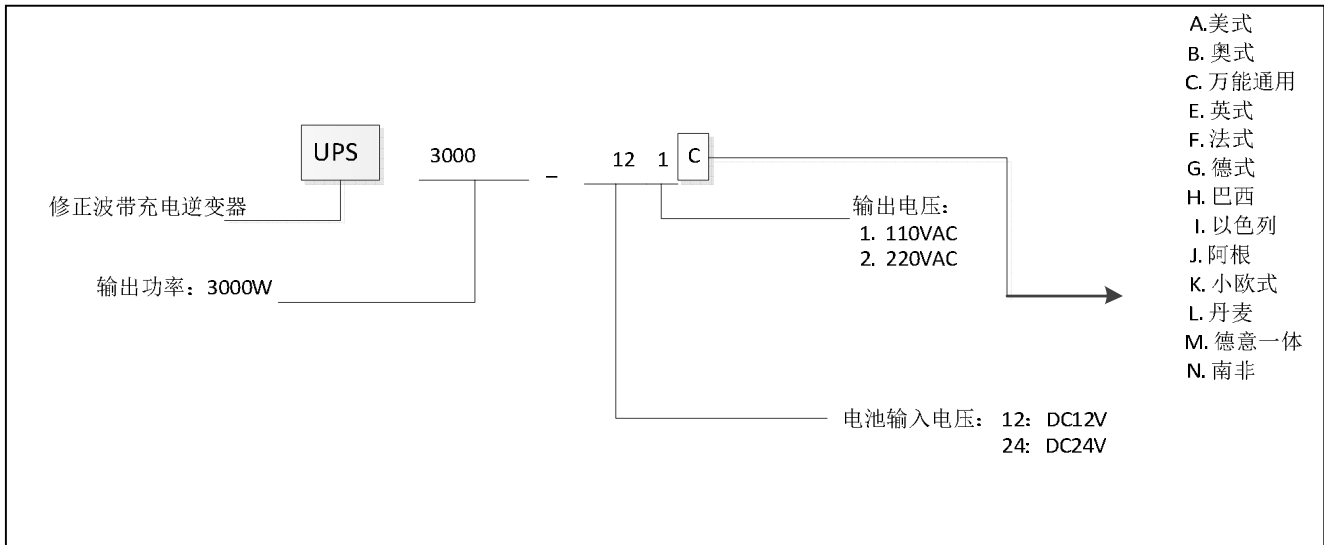 UPS 3000 – 12 1 C
修正波带充电逆变器
输出功率：3000W
输出电压：
1. 110VAC
2. 220VAC
电池输入电压：12：DC12V
24：DC24V
A.美式
B. 奥式
C. 万能通用
E. 英式
F. 法式
G. 德式
H. 巴西
I. 以色列
J. 阿根
K. 小欧式
L. 丹麦
M. 德意一体
N. 南非